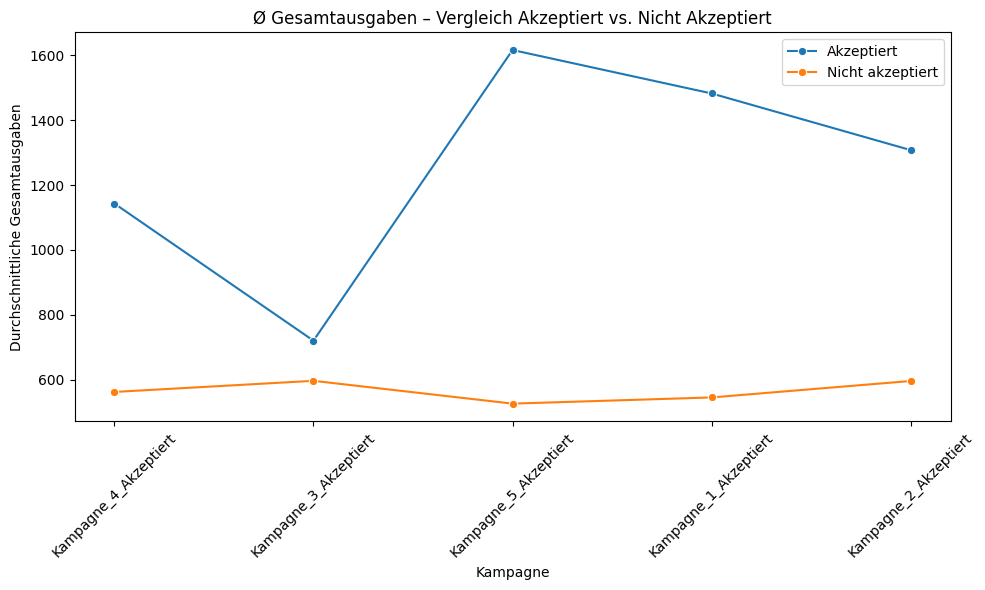 Ø Gesamtausgaben – Vergleich Akzeptiert vs. Nicht Akzeptiert
Akzeptiert
Nicht akzeptiert
Durchschnittliche Gesamtausgaben
1600
1400
1200
1000
800
600
Kampagne_4_Akzeptiert
Kampagne_3_Akzeptiert
Kampagne_5_Akzeptiert
Kampagne_1_Akzeptiert
Kampagne_2_Akzeptiert
Kampagne